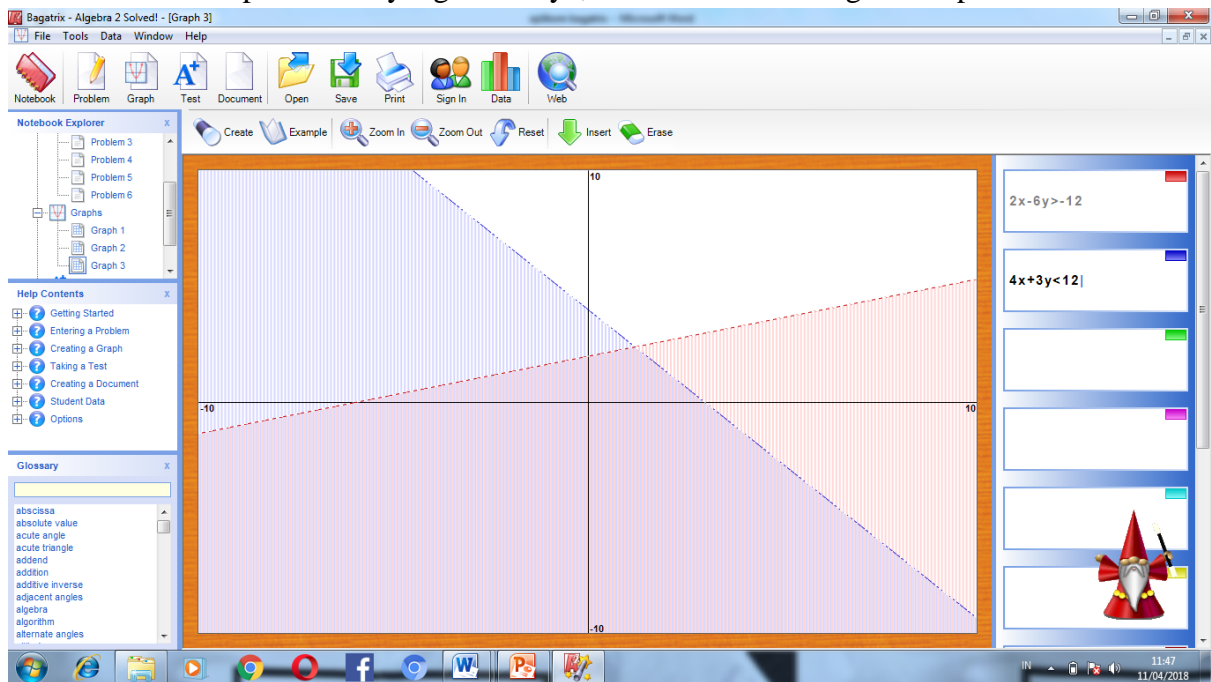 Bagatrix - Algebra 2 Solved! - [Graph 3]
File Tools Data Window Help
Notebook Problem Graph Test Document Open Save Print Sign In Data Web
Notebook Explorer x
Problem 3
Problem 4
Problem 5
Problem 6
Graphs
Graph 1
Graph 2
Graph 3
Create Example Zoom In Zoom Out Reset Insert Erase
10
-10
10
-10
2x-6y>-12
4x+3y<12
Help Contents x
Getting Started
Entering a Problem
Creating a Graph
Taking a Test
Creating a Document
Student Data
Options
Glossary x
abscissa
absolute value
acute angle
acute triangle
addend
addition
additive inverse
adjacent angles
algebra
algorithm
alternate angles
IN
11:47
11/04/2018